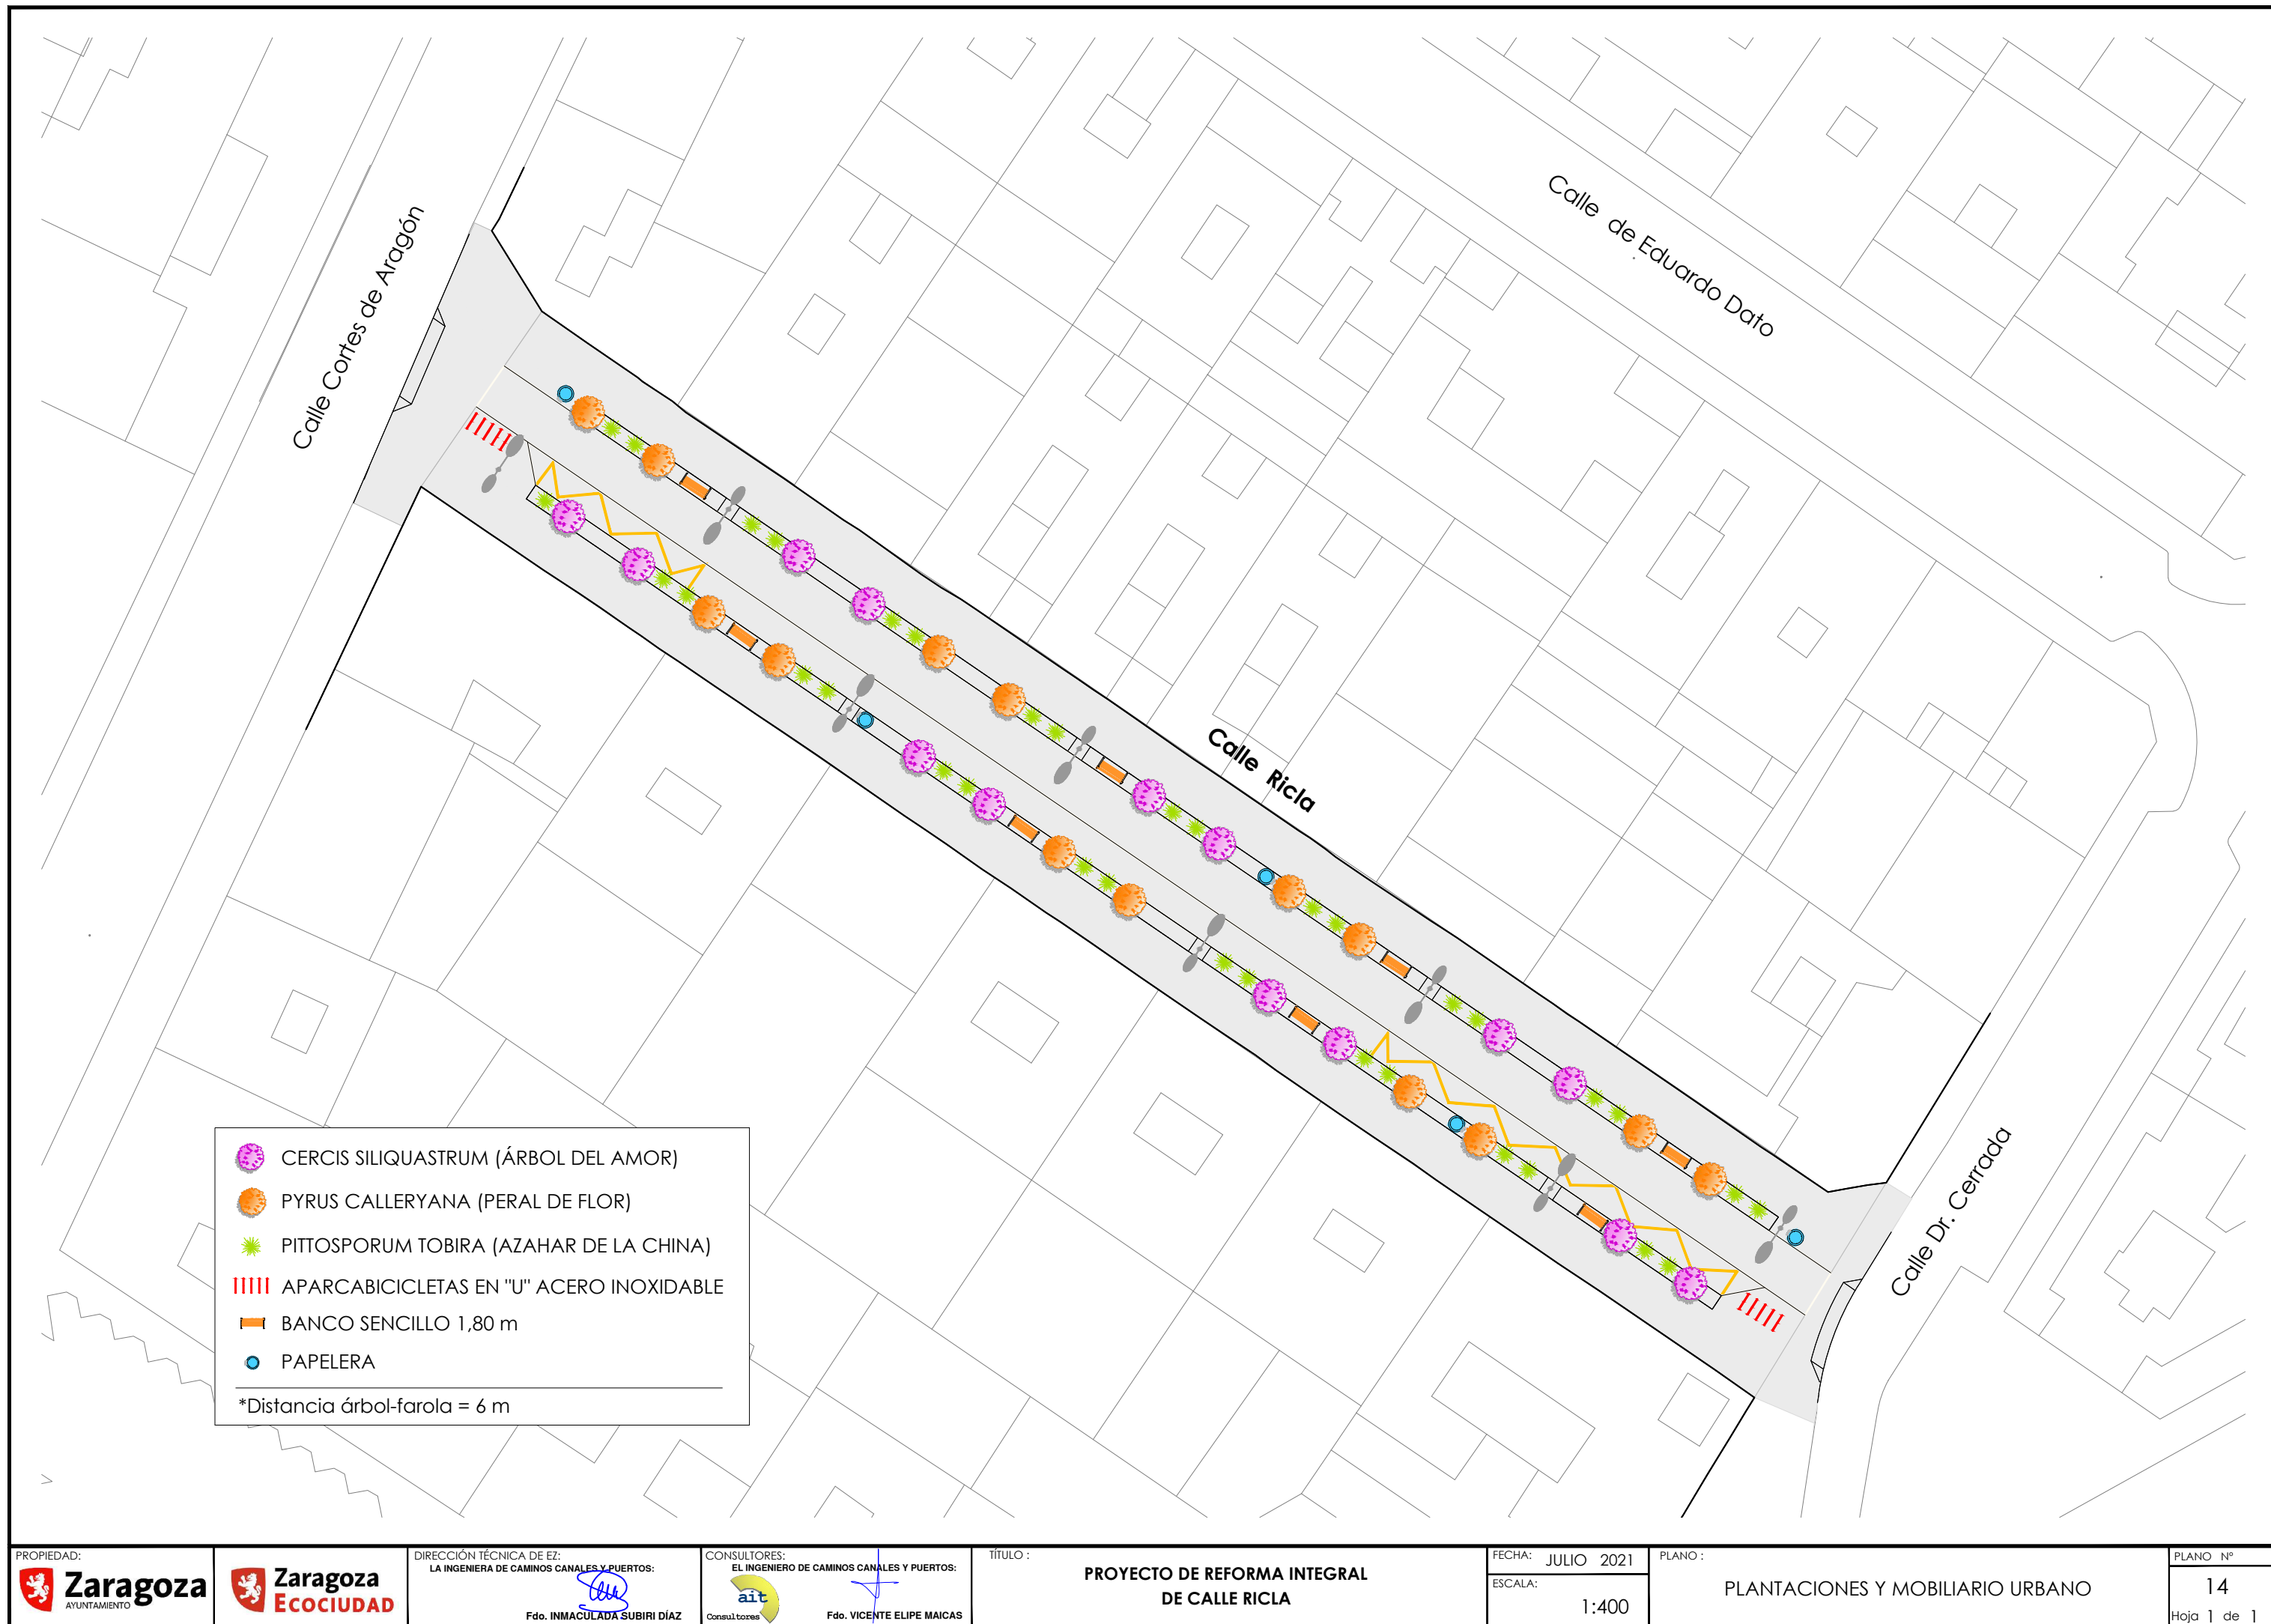 Calle de Eduardo Dato
Calle Cortes de Aragón
Calle Ricla
Calle Dr. Cerrada
CERCIS SILIQUASTRUM (ÁRBOL DEL AMOR)
PYRUS CALLERYANA (PERAL DE FLOR)
PITTOSPORUM TOBIRA (AZAHAR DE LA CHINA)
APARCABICICLETAS EN "U" ACERO INOXIDABLE
BANCO SENCILLO 1,80 m
PAPELERA
*Distancia árbol-farola = 6 m
PROPIEDAD:
Zaragoza
AYUNTAMIENTO
Zaragoza
ECOCIUDAD
DIRECCIÓN TÉCNICA DE EZ:
LA INGENIERA DE CAMINOS CANALES Y PUERTOS:
Fdo. INMACULADA SUBIRI DÍAZ
CONSULTORES:
EL INGENIERO DE CAMINOS CANALES Y PUERTOS:
ait
Consultores
Fdo. VICENTE ELIPE MAICAS
TÍTULO :
PROYECTO DE REFORMA INTEGRAL
DE CALLE RICLA
FECHA: JULIO 2021
ESCALA:
1:400
PLANO :
PLANTACIONES Y MOBILIARIO URBANO
PLANO Nº
14
Hoja 1 de 1